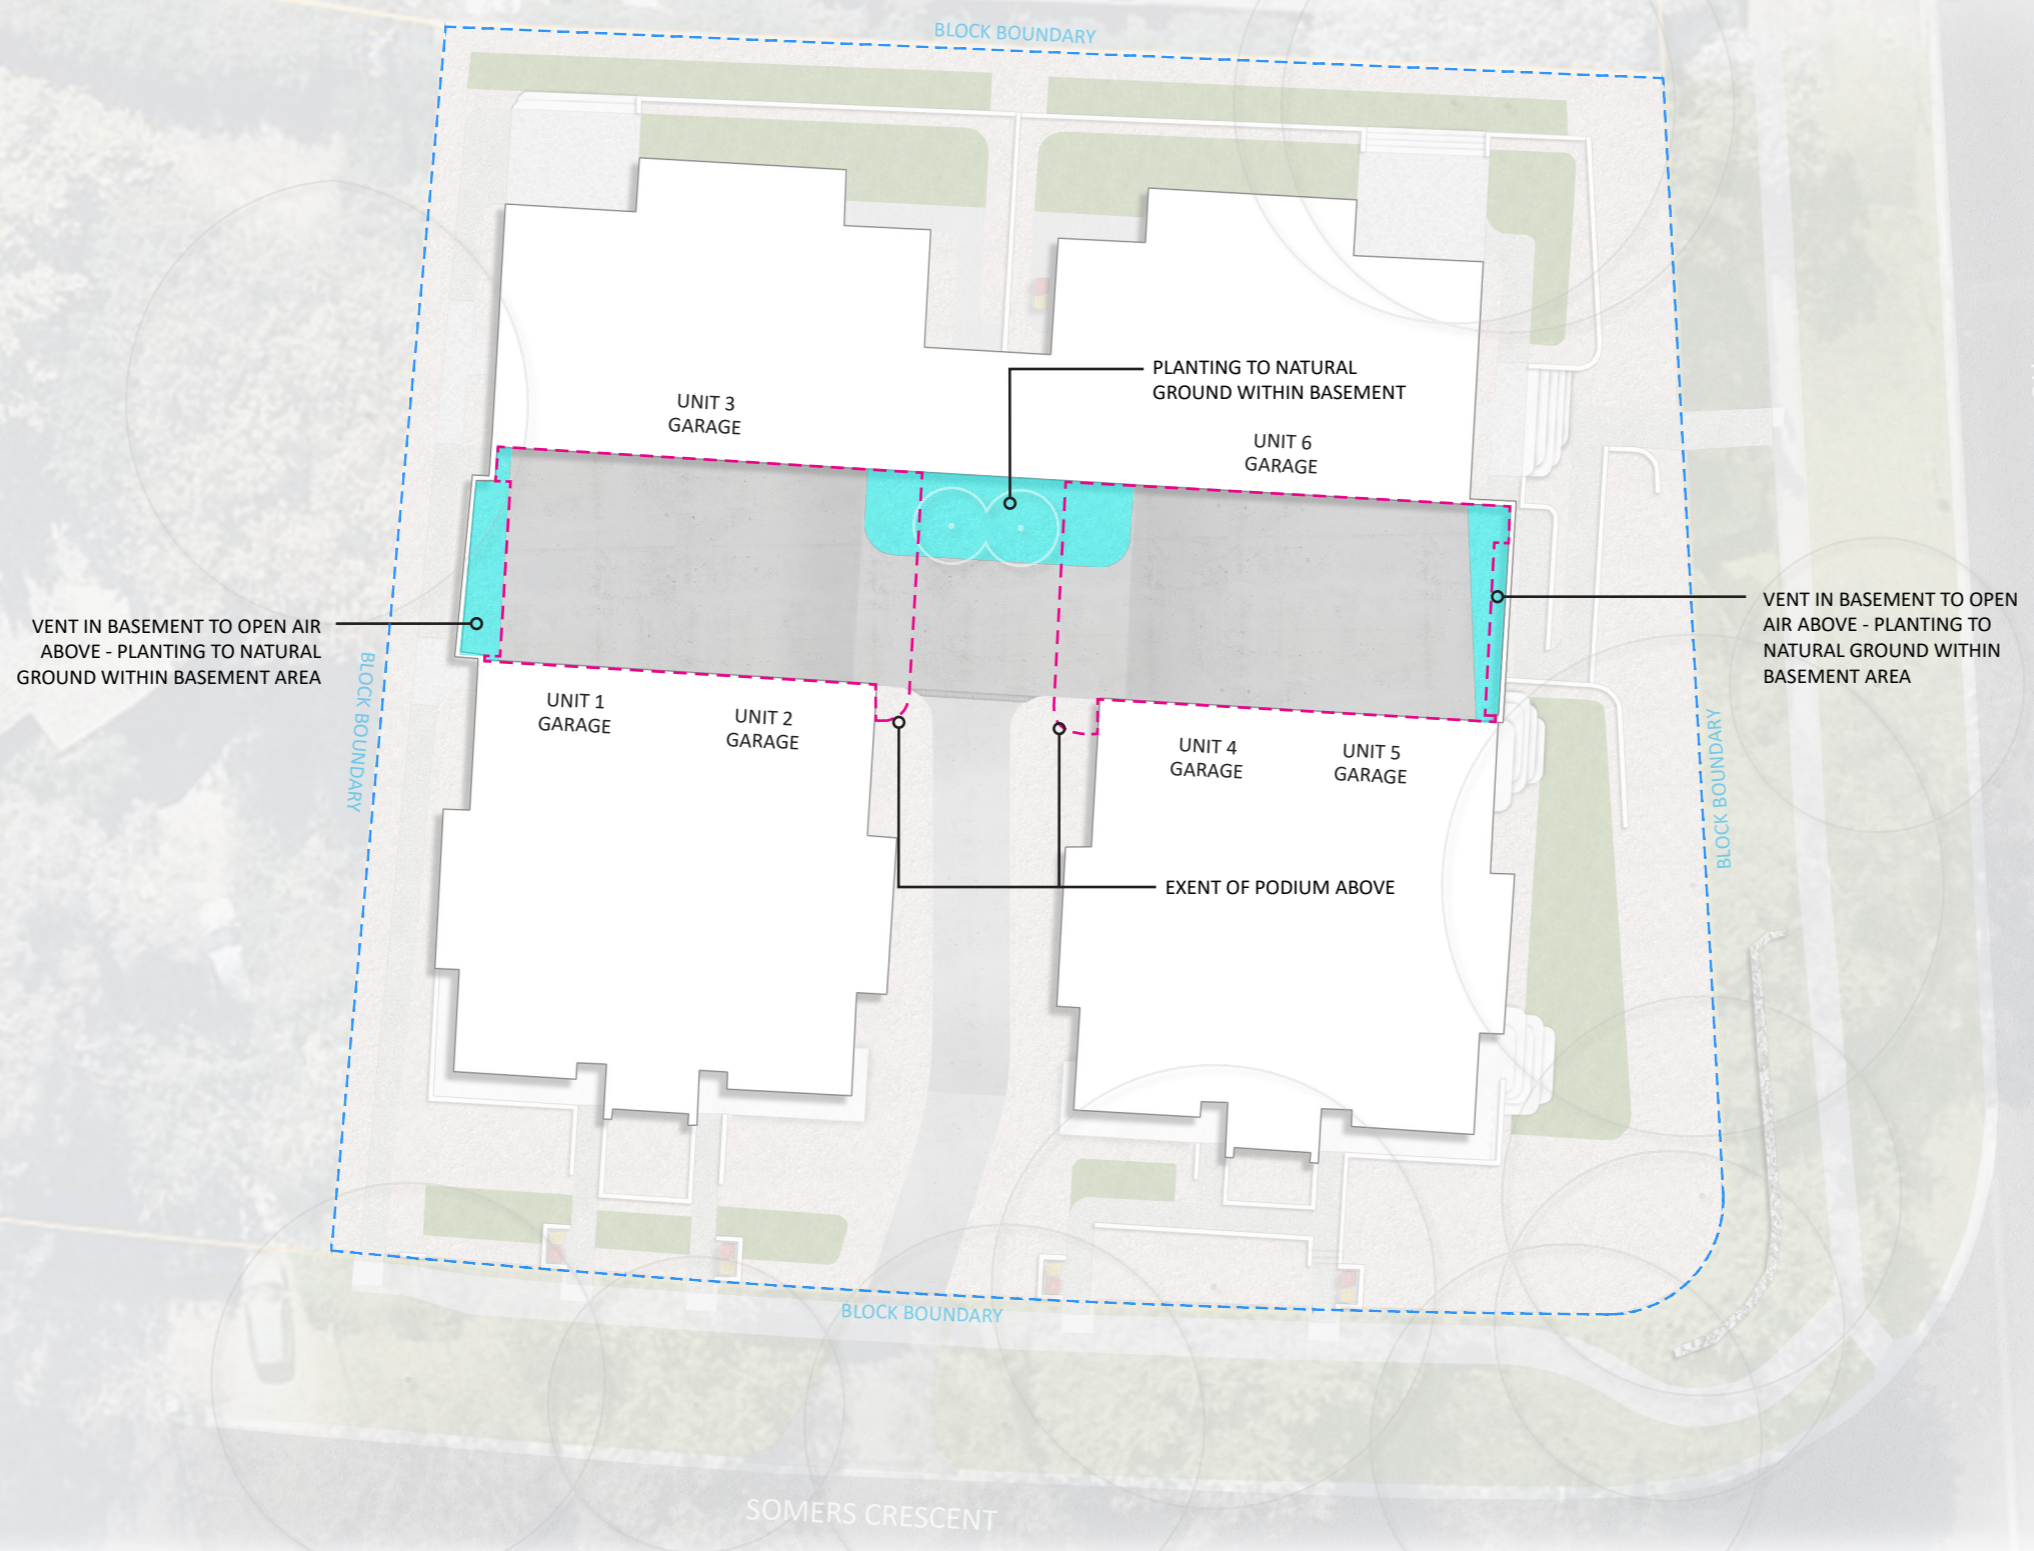 BLOCK BOUNDARY
PLANTING TO NATURAL
GROUND WITHIN BASEMENT
UNIT 3
GARAGE
UNIT 6
GARAGE
VENT IN BASEMENT TO OPEN AIR
ABOVE - PLANTING TO NATURAL
GROUND WITHIN BASEMENT AREA
VENT IN BASEMENT TO OPEN
AIR ABOVE - PLANTING TO
NATURAL GROUND WITHIN
BASEMENT AREA
BLOCK BOUNDARY
BLOCK BOUNDARY
UNIT 1
GARAGE
UNIT 2
GARAGE
UNIT 4
GARAGE
UNIT 5
GARAGE
EXENT OF PODIUM ABOVE
BLOCK BOUNDARY
SOMERS CRESCENT